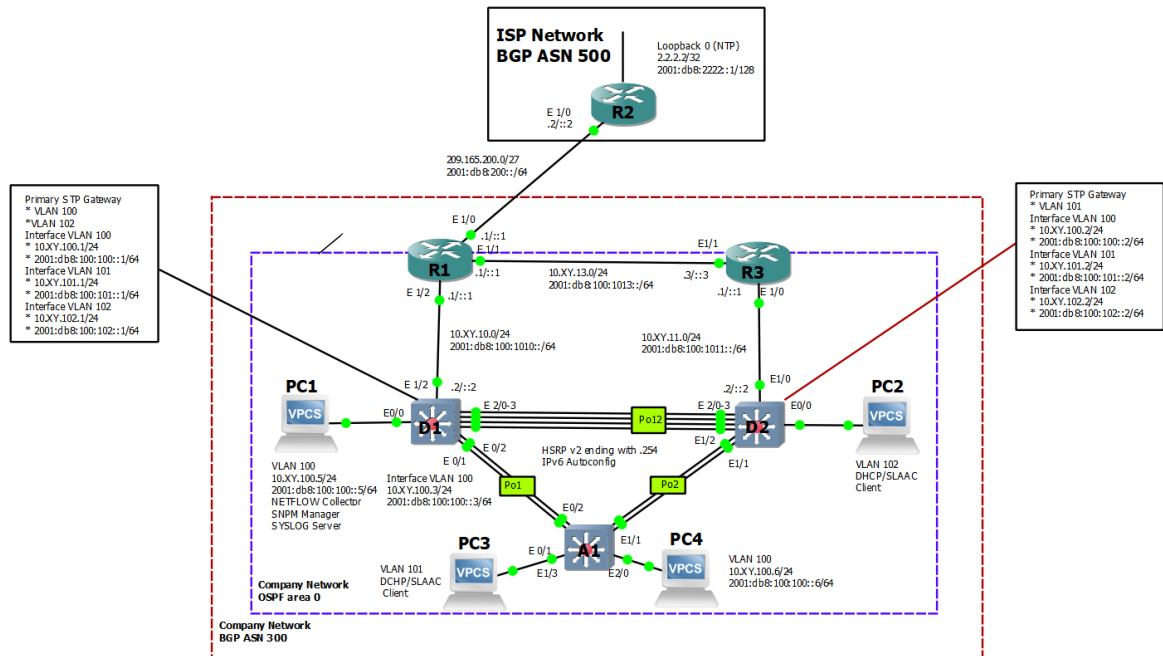 ISP Network
BGP ASN 500
Loopback 0 (NTP)
2.2.2.2/32
2001:db8:2222::1/128
R2
E 1/0
.2/::2
209.165.200.0/27
2001:db8:200::/64
Primary STP Gateway
* VLAN 100
*VLAN 102
Interface VLAN 100
* 10.XY.100.1/24
* 2001:db8:100:100::1/64
Interface VLAN 101
* 10.XY.101.1/24
* 2001:db8:100:101::1/64
Interface VLAN 102
* 10.XY.102.1/24
* 2001:db8:100:102::1/64
Primary STP Gateway
* VLAN 101
Interface VLAN 100
* 10.XY.100.2/24
* 2001:db8:100:100::2/64
Interface VLAN 101
* 10.XY.101.2/24
* 2001:db8:100:101::2/64
Interface VLAN 102
* 10.XY.102.2/24
* 2001:db8:100:102::2/64
E 1/0
.1/::1
E 1/1
R1
.1/::1
E 1/2
.1/::1
10.XY.13.0/24
2001:db8:100:1013::/64
E1/1
.3/::3
R3
.1/::1
E1/0
10.XY.10.0/24
2001:db8:100:1010::/64
10.XY.11.0/24
2001:db8:100:1011::/64
E 1/2
.2/::2
E1/0
.2/::2
PC1
VPCS
E0/0
D1
E 2/0-3
Po12
E 2/0-3
D2
E0/0
PC2
VPCS
E 0/2
E 0/1
E1/2
E1/1
HSRP v2 ending with .254
IPv6 Autoconfig
VLAN 100
10.XY.100.5/24
2001:db8:100:100::5/64
NETFLOW Collector
SNPM Manager
SYSLOG Server
Interface VLAN 100
10.XY.100.3/24
2001:db8:100:100::3/64
Po1
Po2
VLAN 102
DHCP/SLAAC
Client
E0/2
E 0/1
A1
E1/1
PC3
VPCS
E1/3
E2/0
PC4
VPCS
VLAN 101
DCHP/SLAAC
Client
VLAN 100
10.XY.100.6/24
2001:db8:100:100::6/64
Company Network
OSPF area 0
Company Network
BGP ASN 300